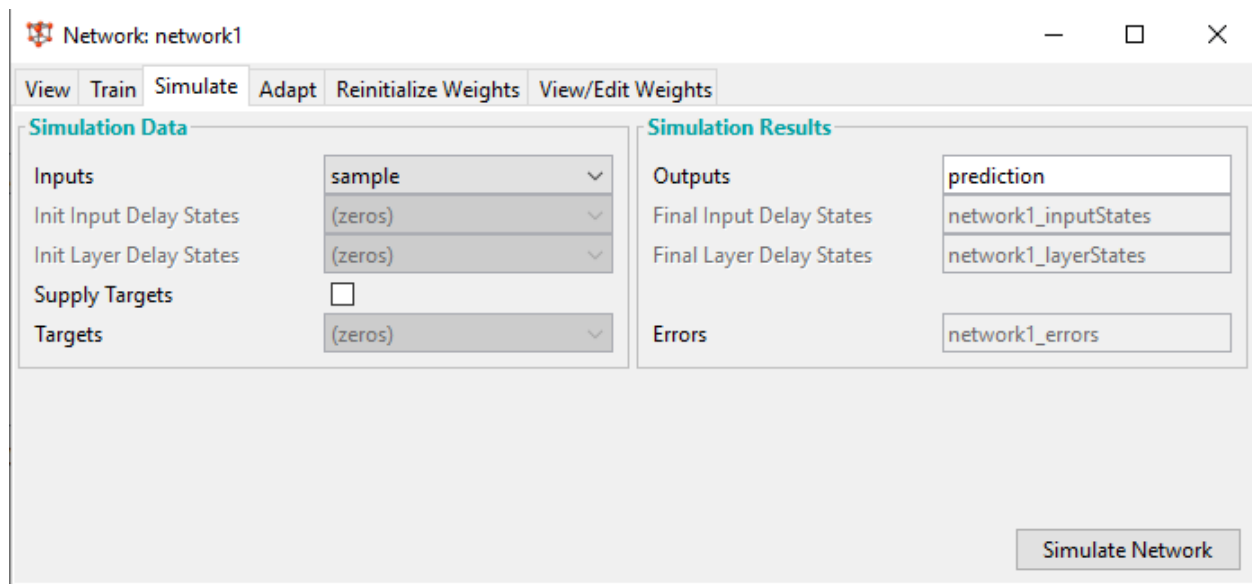 Network: network1
View Train Simulate Adapt Reinitialize Weights View/Edit Weights
Simulation Data
Inputs sample
Init Input Delay States (zeros)
Init Layer Delay States (zeros)
Supply Targets
Targets (zeros)
Simulation Results
Outputs prediction
Final Input Delay States network1_inputStates
Final Layer Delay States network1_layerStates
Errors network1_errors
Simulate Network